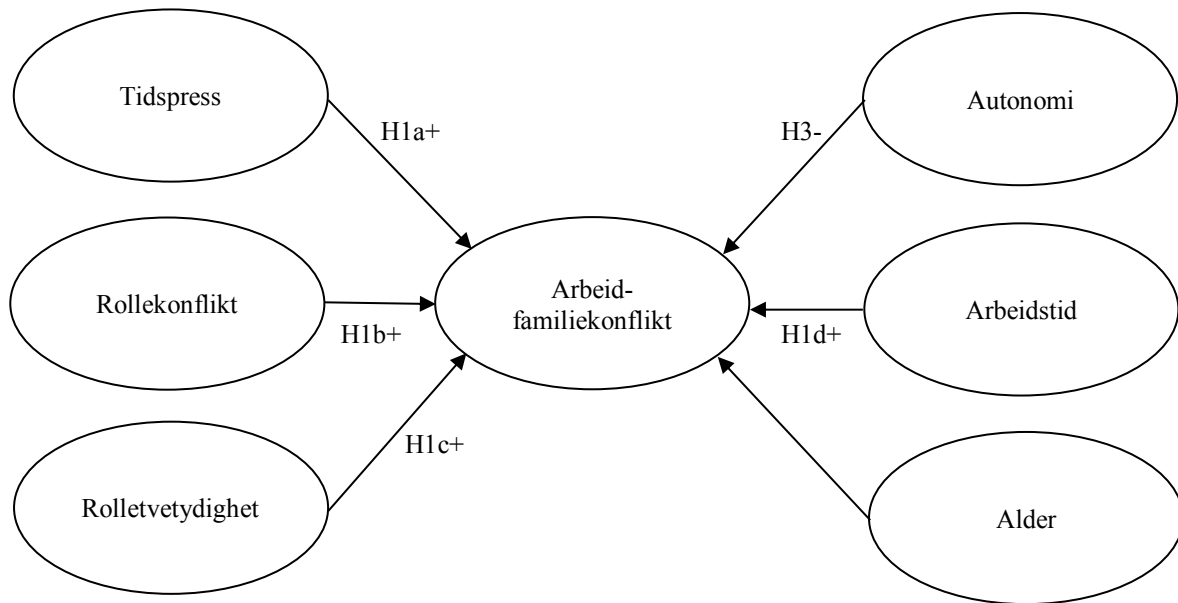 Tidspress
Autonomi
H1a+
H3-
Rollekonflikt
Arbeid-
familiekonflikt
Arbeidstid
H1b+
H1d+
H1c+
Rolletvetydighet
Alder